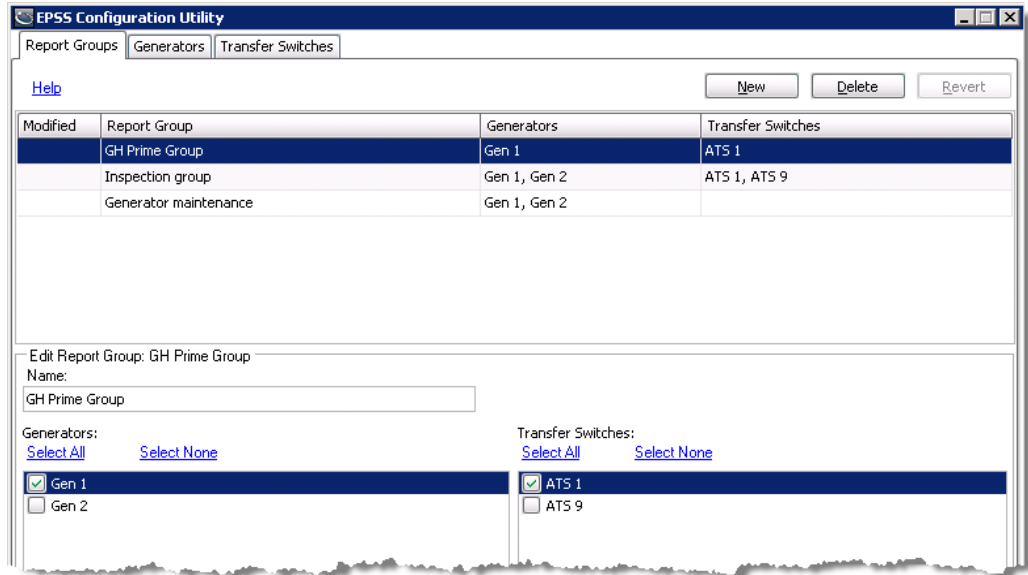 EPSS Configuration Utility
Report Groups Generators Transfer Switches
Help New Delete Revert
Modified Report Group Generators Transfer Switches
GH Prime Group Gen 1 ATS 1
Inspection group Gen 1, Gen 2 ATS 1, ATS 9
Generator maintenance Gen 1, Gen 2
Edit Report Group: GH Prime Group
Name:
GH Prime Group
Generators: Transfer Switches:
Select All Select None Select All Select None
Gen 1 ATS 1
Gen 2 ATS 9